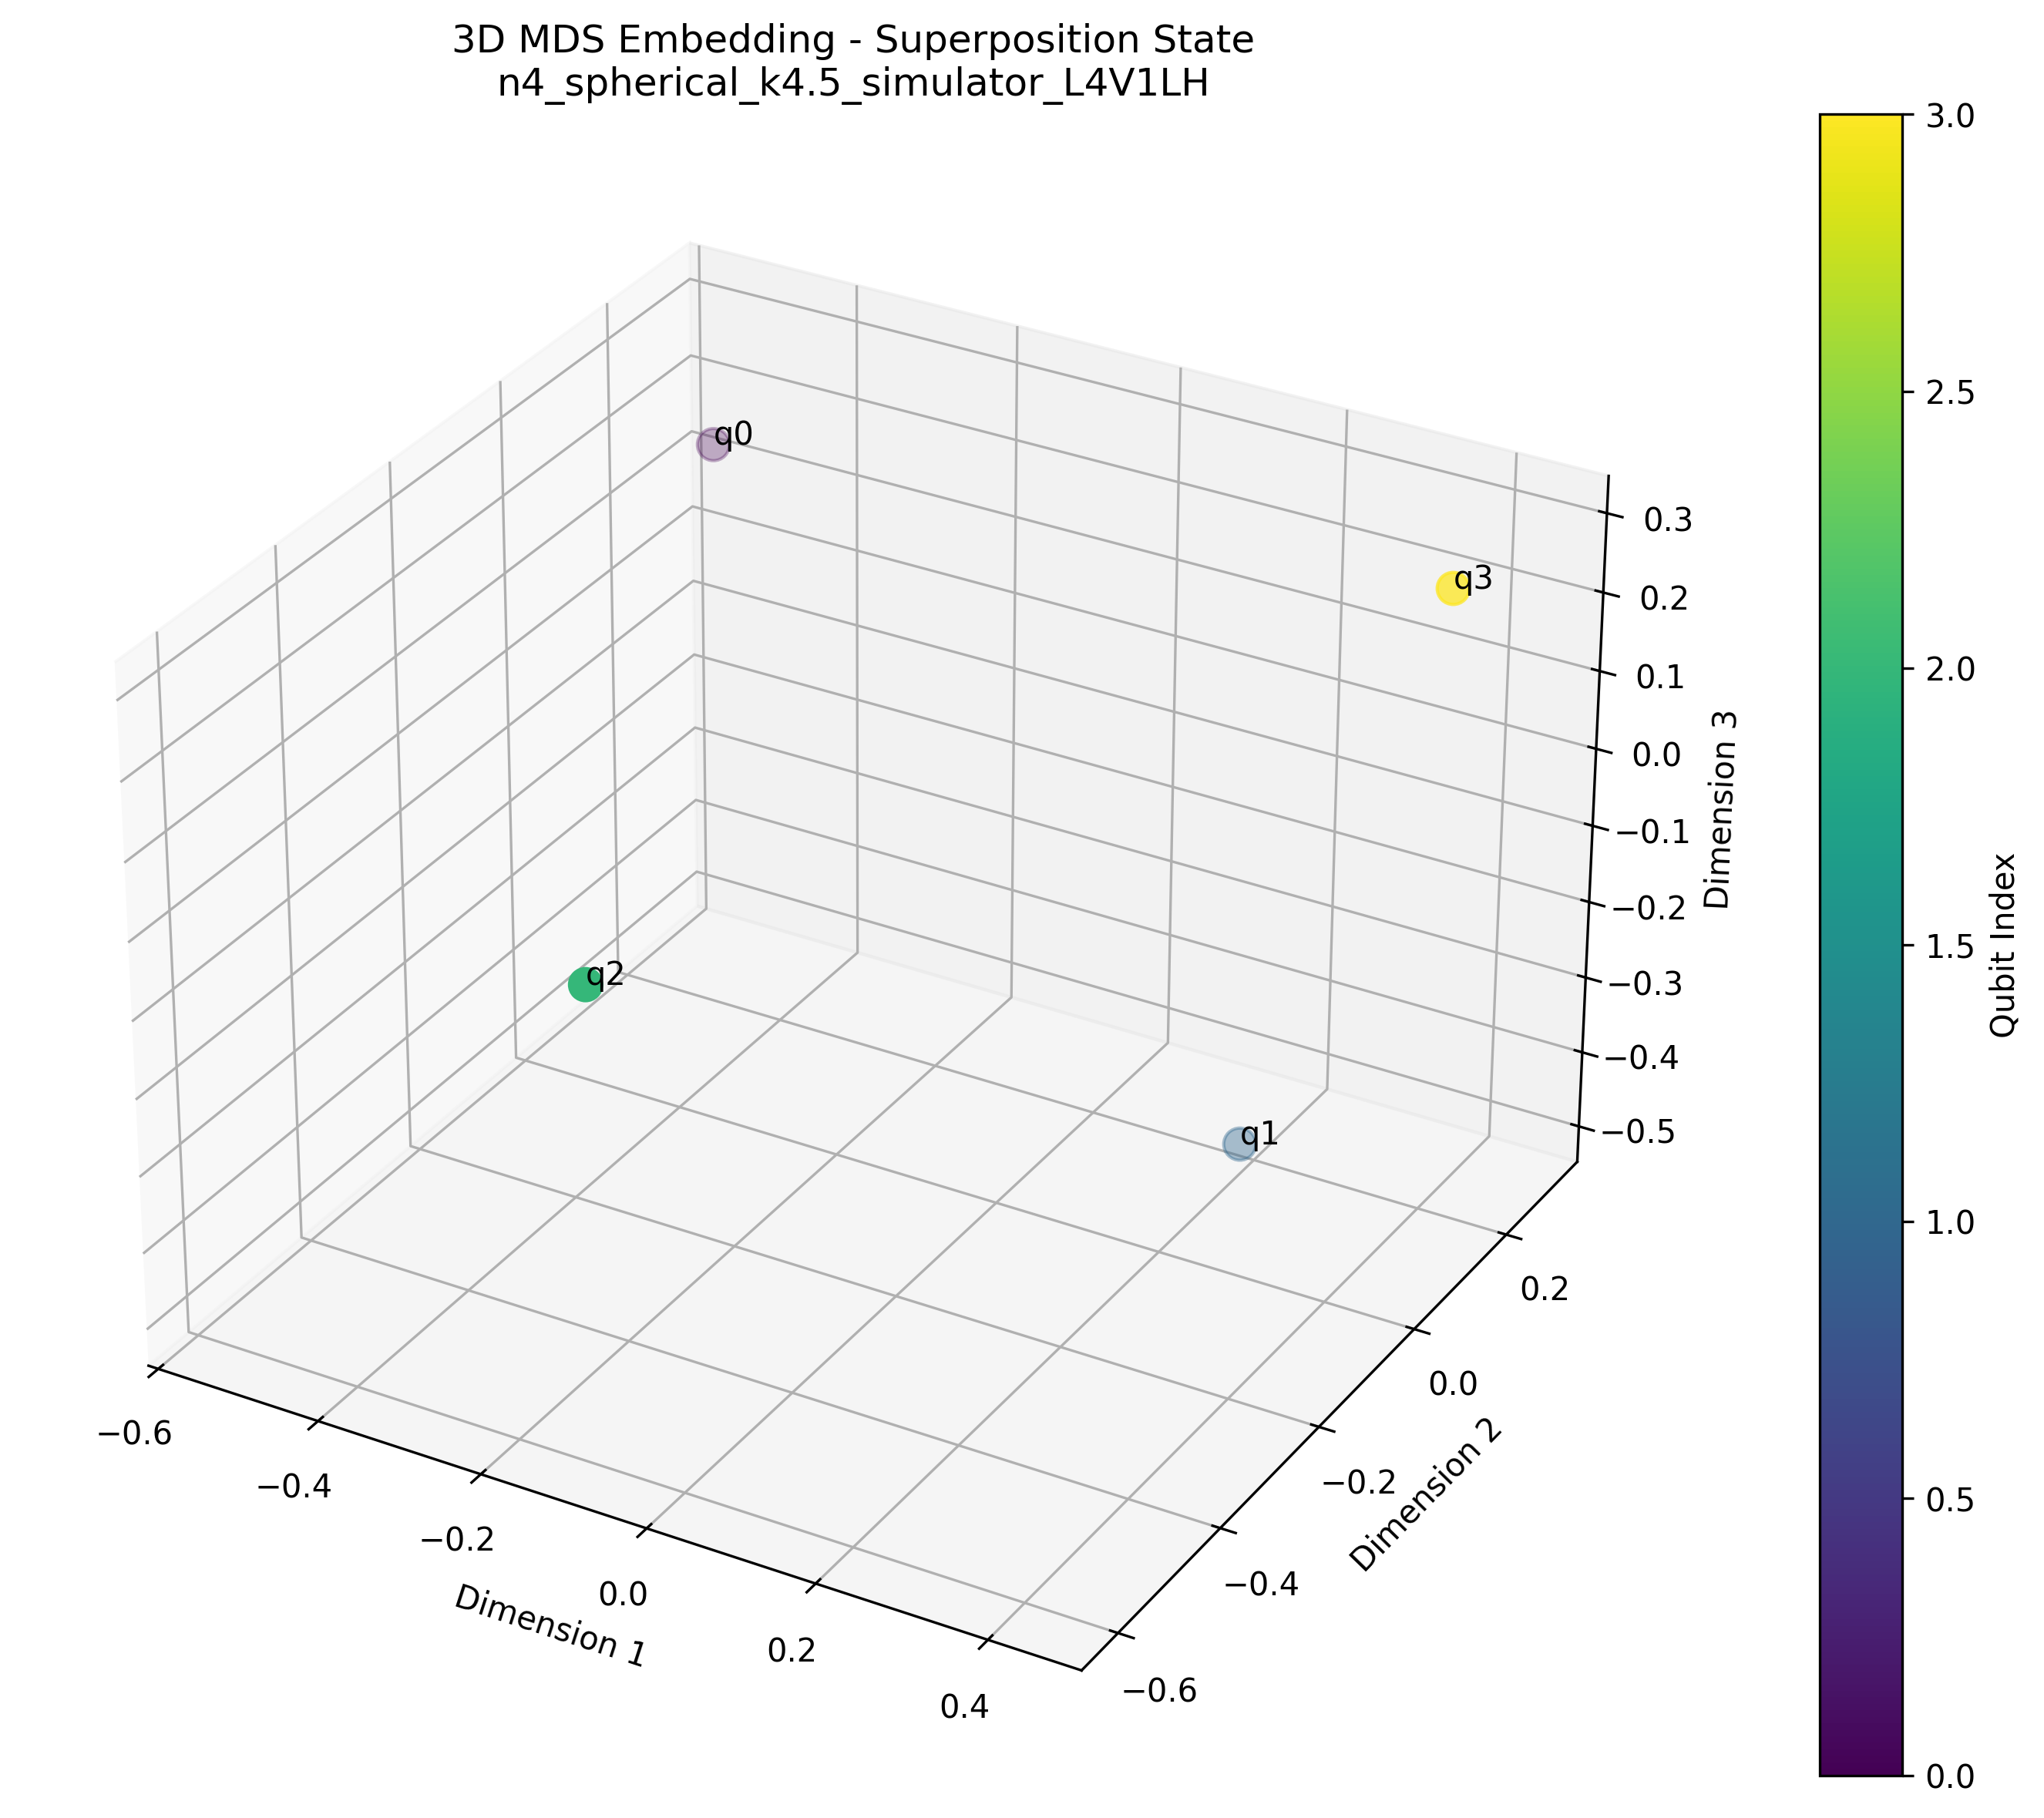 3D MDS Embedding - Superposition State
n4_spherical_k4.5_simulator_L4V1LH
q0
q3
q2
q1
−0.6
−0.4
−0.2
0.0
0.2
0.4
Dimension 1
−0.6
−0.4
−0.2
0.0
0.2
Dimension 2
0.3
0.2
0.1
0.0
−0.1
−0.2
−0.3
−0.4
−0.5
Dimension 3
3.0
2.5
2.0
1.5
1.0
0.5
0.0
Qubit Index